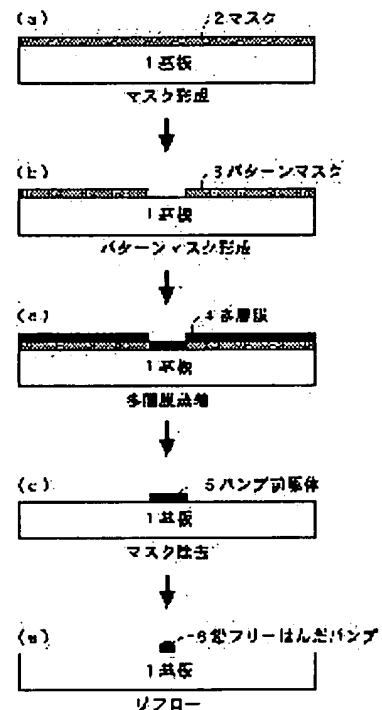 (a)
2マスク
1基板
マスク形成
(b)
3パターンマスク
1基板
パターンマスク形成
(c)
4多層膜
1基板
多層膜蒸着
(c)
5バンプ前駆体
1基板
マスク除去
(e)
6鉛フリーはんだバンプ
1基板
リフロー